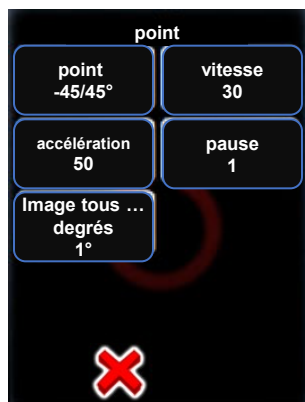 point
point
-45/45°
vitesse
30
accélération
50
pause
1
Image tous ...
degrés
1°